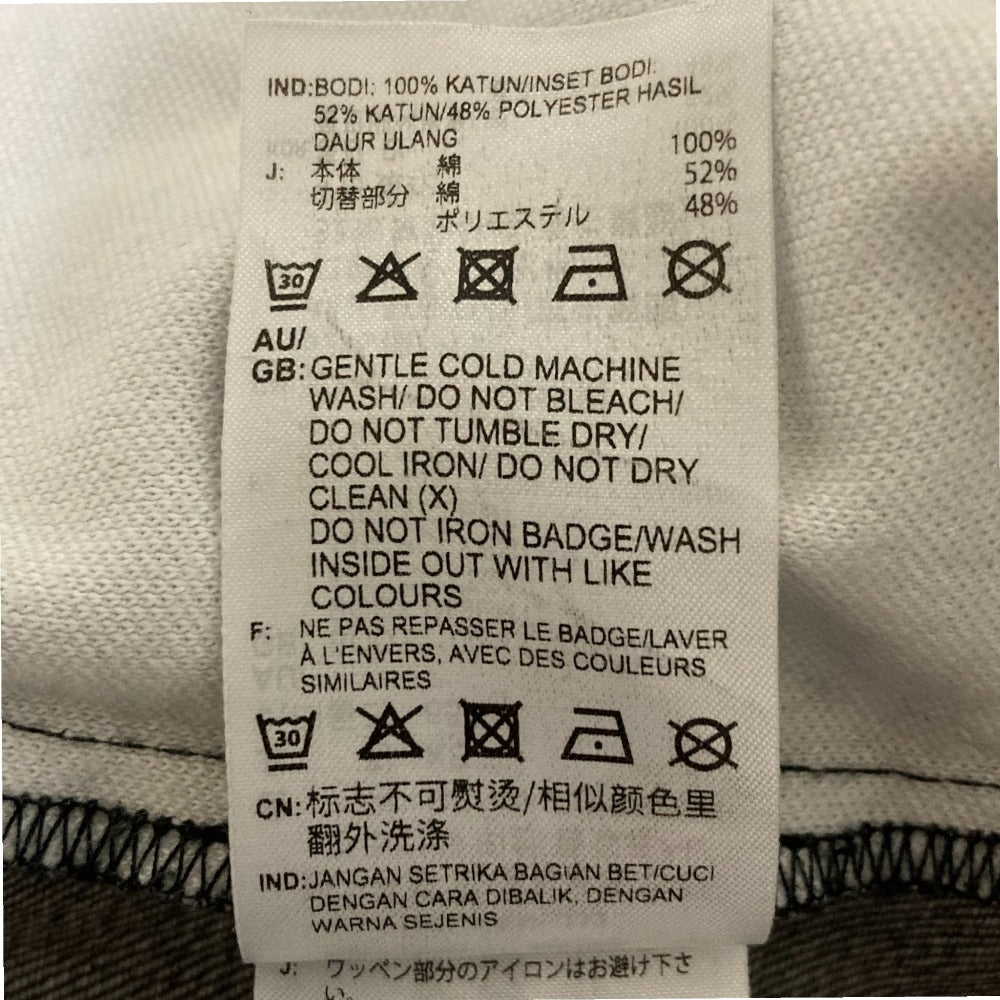 IND:BODI: 100% KATUN/INSET BODI:
52% KATUN/48% POLYESTER HASIL
DAUR ULANG
J: 本体 綿 100%
切替部分 綿 52%
ポリエステル 48%
30
AU/
GB: GENTLE COLD MACHINE
WASH/ DO NOT BLEACH/
DO NOT TUMBLE DRY/
COOL IRON/ DO NOT DRY
CLEAN (X)
DO NOT IRON BADGE/WASH
INSIDE OUT WITH LIKE
COLOURS
F: NE PAS REPASSER LE BADGE/LAVER
À L'ENVERS, AVEC DES COULEURS
SIMILAIRES
30
CN:标志不可熨烫/相似颜色里
翻外洗涤
IND:JANGAN SETRIKA BAGIAN BET/CUCI
DENGAN CARA DIBALIK, DENGAN
WARNA SEJENIS
J: ワッペン部分のアイロンはお避け下さ
い。